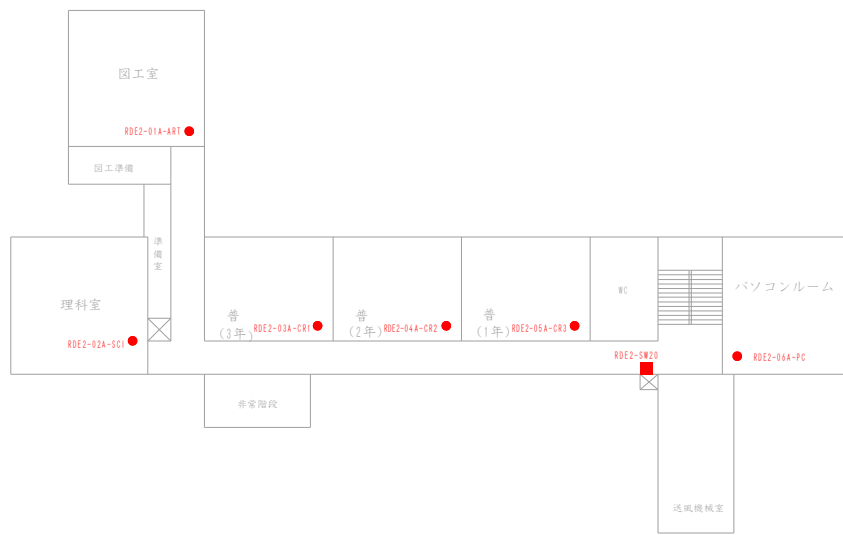 図工室
RDE2-01A-ART
図工準備
準備室
理科室
RDE2-02A-SCI
普
(3年)
RDE2-03A-CR1
普
(2年)
RDE2-04A-CR2
普
(1年)
RDE2-05A-CR3
WC
パソコンルーム
RDE2-SW20
RDE2-06A-PC
非常階段
送風機械室